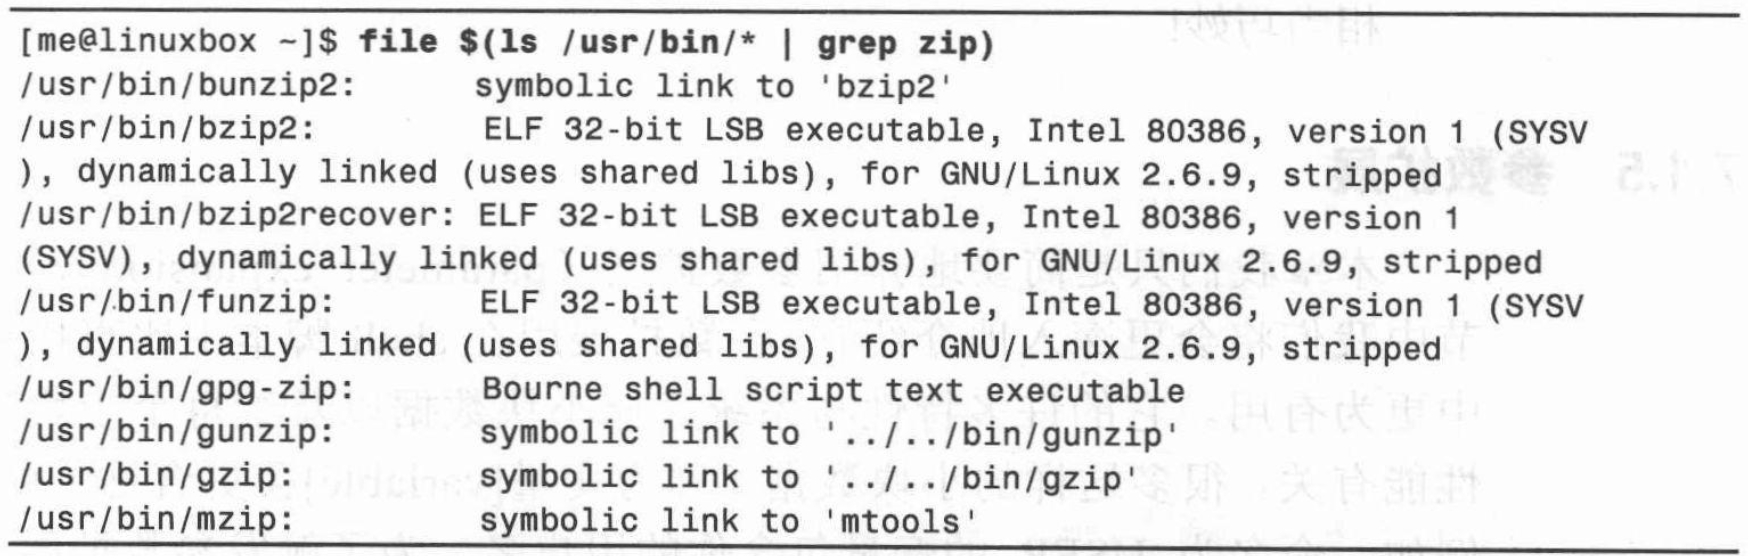 [me@linuxbox ~]$ file $(ls /usr/bin/* | grep zip)
/usr/bin/bunzip2: symbolic link to 'bzip2'
/usr/bin/bzip2: ELF 32-bit LSB executable, Intel 80386, version 1 (SYSV
), dynamically linked (uses shared libs), for GNU/Linux 2.6.9, stripped
/usr/bin/bzip2recover: ELF 32-bit LSB executable, Intel 80386, version 1
(SYSV), dynamically linked (uses shared libs), for GNU/Linux 2.6.9, stripped
/usr/bin/funzip: ELF 32-bit LSB executable, Intel 80386, version 1 (SYSV
), dynamically linked (uses shared libs), for GNU/Linux 2.6.9, stripped
/usr/bin/gpg-zip: Bourne shell script text executable
/usr/bin/gunzip: symbolic link to '../../bin/gunzip'
/usr/bin/gzip: symbolic link to '../../bin/gzip'
/usr/bin/mzip: symbolic link to 'mtools'